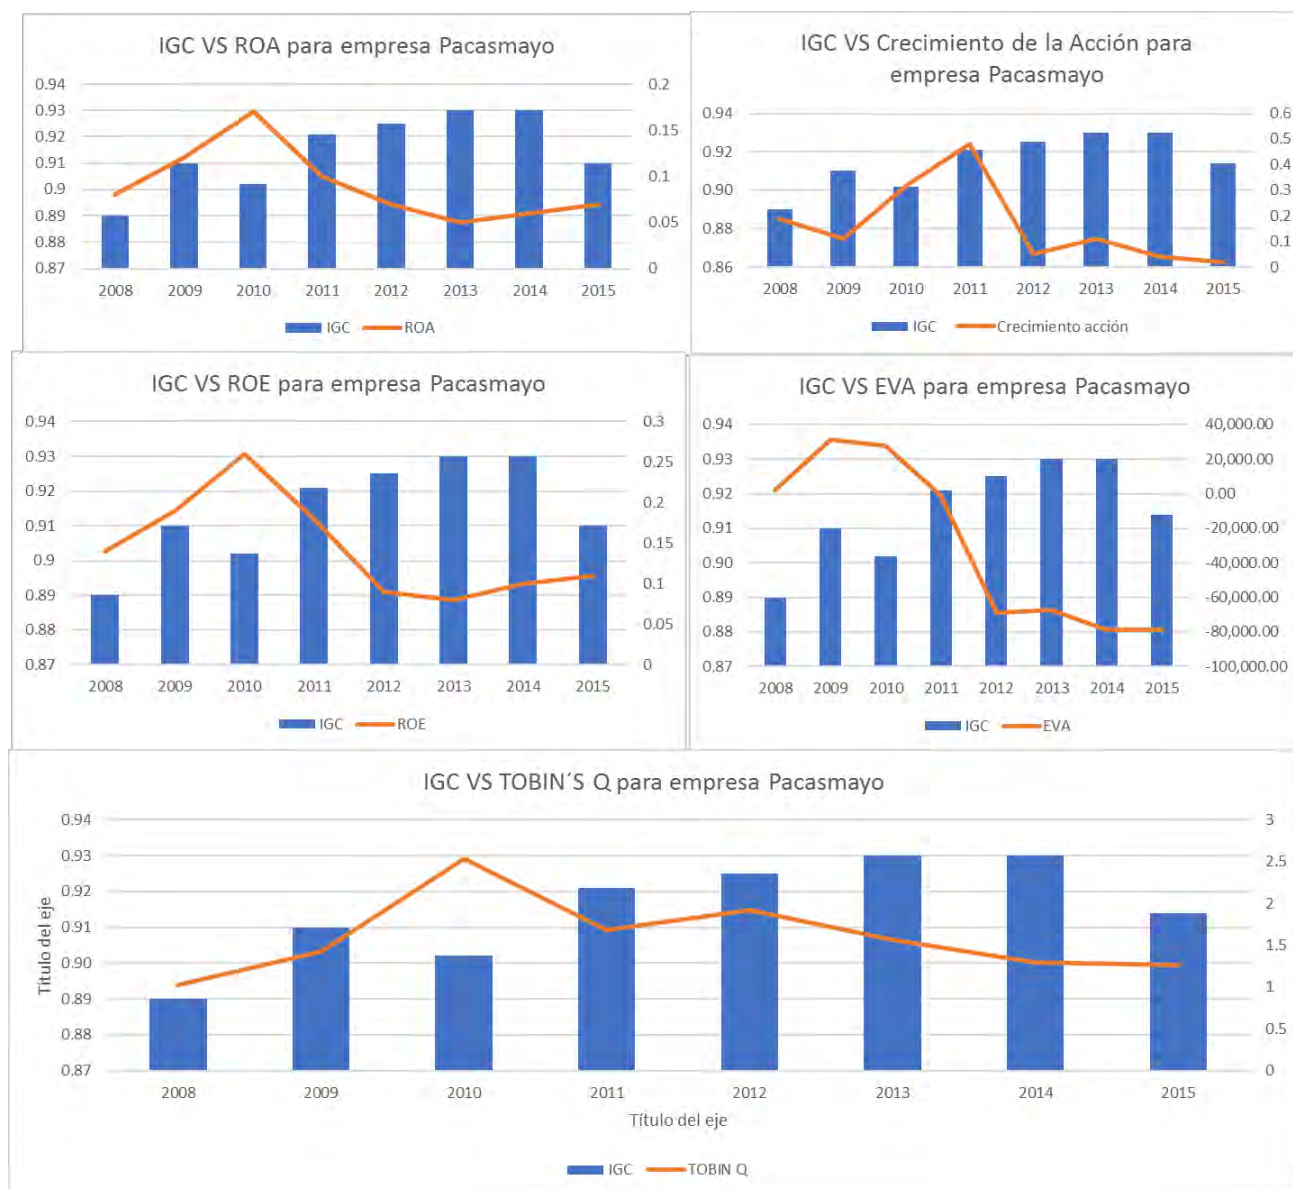 IGC VS ROA para empresa Pacasmayo
0.94 0.2
0.93
0.92 0.15
0.91
0.9 0.1
0.89
0.88 0.05
0.87 0
2008 2009 2010 2011 2012 2013 2014 2015
IGC ROA
IGC VS Crecimiento de la Acción para
empresa Pacasmayo
0.94 0.6
0.5
0.92 0.4
0.90 0.3
0.88 0.2
0.1
0.86 0
2008 2009 2010 2011 2012 2013 2014 2015
IGC Crecimiento acción
IGC VS ROE para empresa Pacasmayo
0.94 0.3
0.93 0.25
0.92 0.2
0.91 0.15
0.9
0.89 0.1
0.88 0.05
0.87 0
2008 2009 2010 2011 2012 2013 2014 2015
IGC ROE
IGC VS EVA para empresa Pacasmayo
0.94 40,000.00
0.93 20,000.00
0.92 0.00
0.91 -20,000.00
0.90 -40,000.00
0.89 -60,000.00
0.88 -80,000.00
0.87 -100,000.00
2008 2009 2010 2011 2012 2013 2014 2015
IGC EVA
IGC VS TOBIN´S Q para empresa Pacasmayo
0.94 3
0.93 2.5
0.92 2
0.91 1.5
0.90
0.89 1
0.88 0.5
0.87 0
Título del eje
2008 2009 2010 2011 2012 2013 2014 2015
Título del eje
IGC TOBIN Q